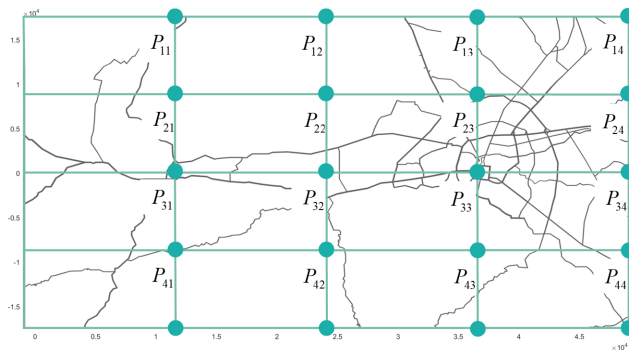 ×10⁴
1.5
P₁₁ P₁₂ P₁₃ P₁₄
1
P₂₁ P₂₂ P₂₃ P₂₄
0.5
0
P₃₁ P₃₂ P₃₃ P₃₄
-0.5
-1
P₄₁ P₄₂ P₄₃ P₄₄
-1.5
0 0.5 1 1.5 2 2.5 3 3.5 4 4.5
×10⁴